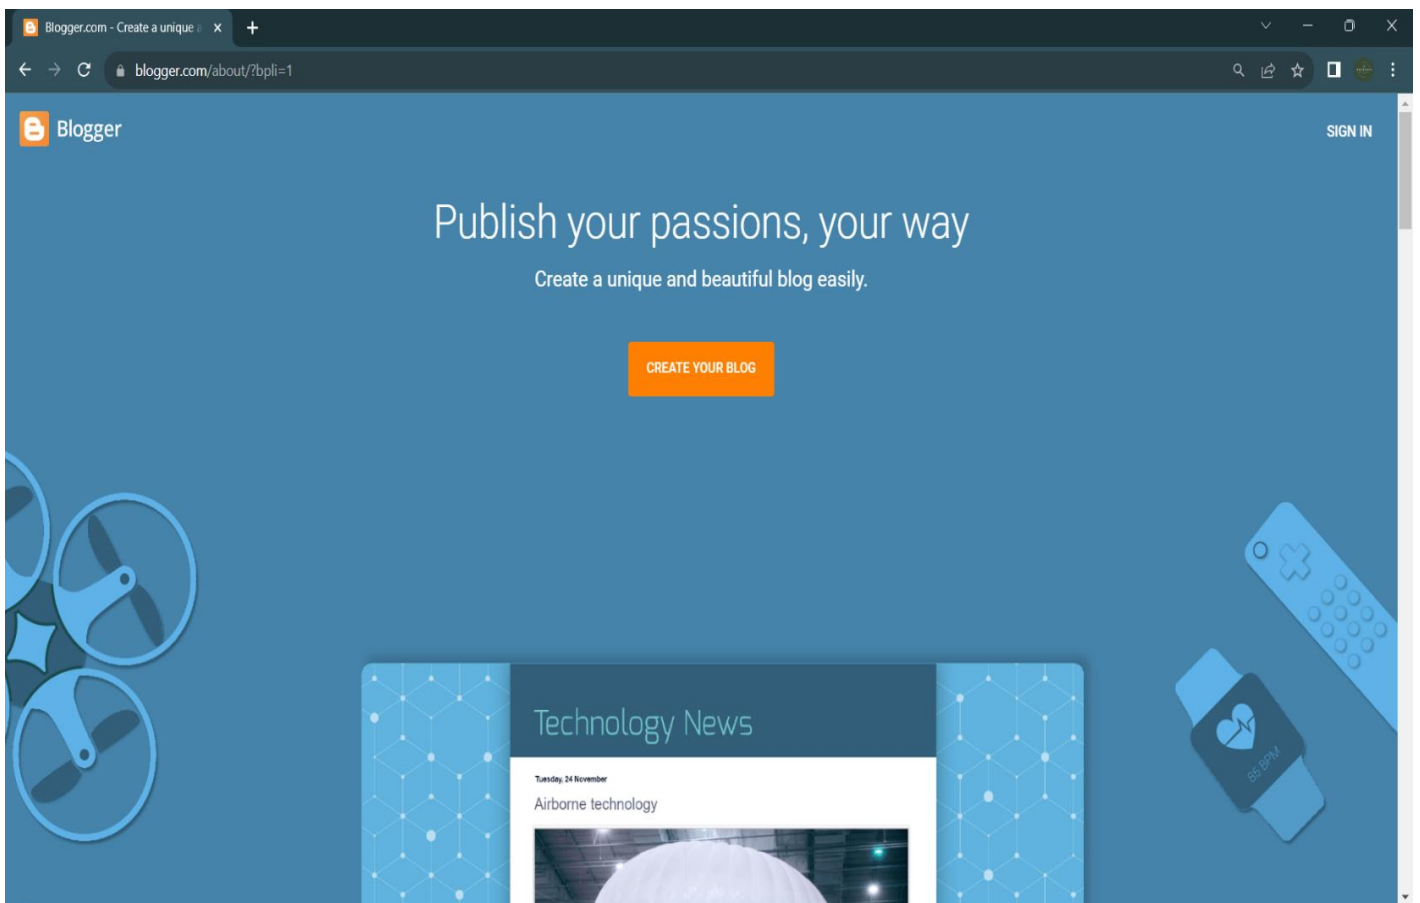 Blogger.com - Create a unique a
blogger.com/about/?bpli=1
Blogger
SIGN IN
Publish your passions, your way
Create a unique and beautiful blog easily.
CREATE YOUR BLOG
Technology News
Tuesday, 24 November
Airborne technology
85 BPM